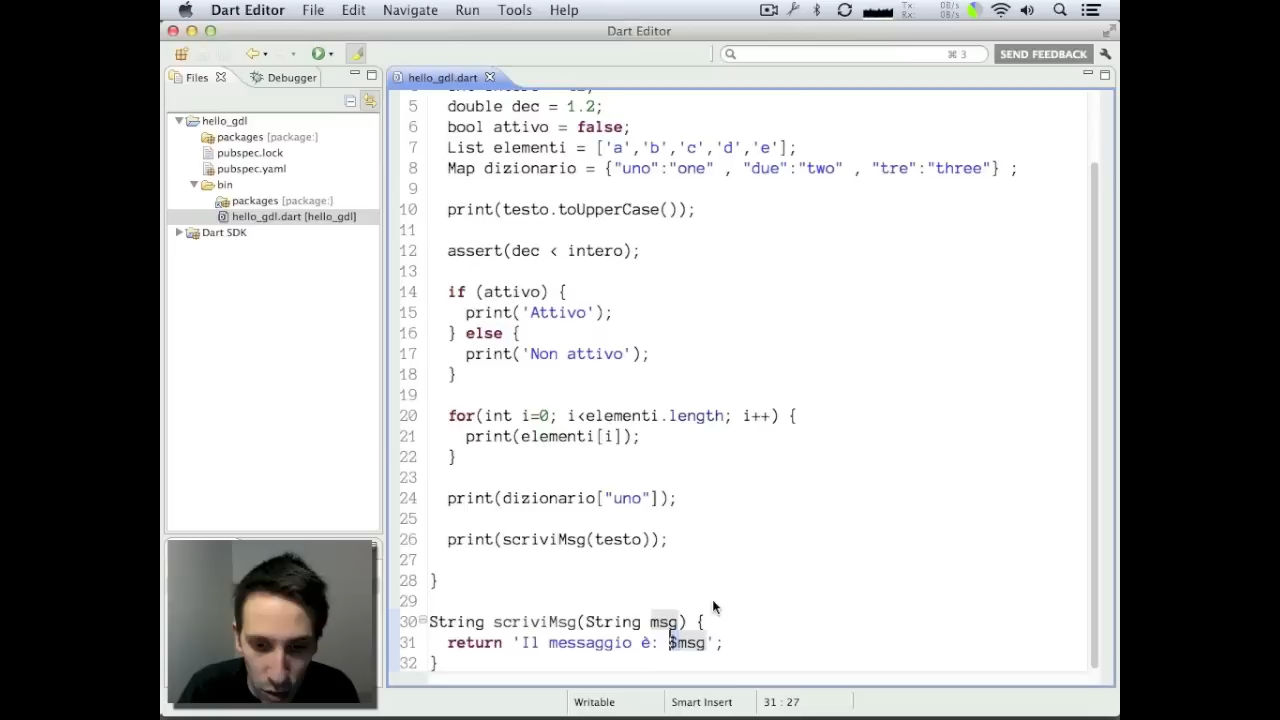 Dart Editor File Edit Navigate Run Tools Help Tx: Rx: 0B/s 0B/s
Dart Editor
⌘ 3 SEND FEEDBACK
Files Debugger hello_gdl.dart
hello_gdl
packages [package:]
pubspec.lock
pubspec.yaml
bin
packages [package:]
hello_gdl.dart [hello_gdl]
Dart SDK
5 double dec = 1.2;
6 bool attivo = false;
7 List elementi = ['a','b','c','d','e'];
8 Map dizionario = {"uno":"one" , "due":"two" , "tre":"three"} ;
9
10 print(testo.toUpperCase());
11
12 assert(dec < intero);
13
14 if (attivo) {
15 print('Attivo');
16 } else {
17 print('Non attivo');
18 }
19
20 for(int i=0; i<elementi.length; i++) {
21 print(elementi[i]);
22 }
23
24 print(dizionario["uno"]);
25
26 print(scriviMsg(testo));
27
28 }
29
30 String scriviMsg(String msg) {
31 return 'Il messaggio è: $msg';
32 }
Writable Smart Insert 31 : 27